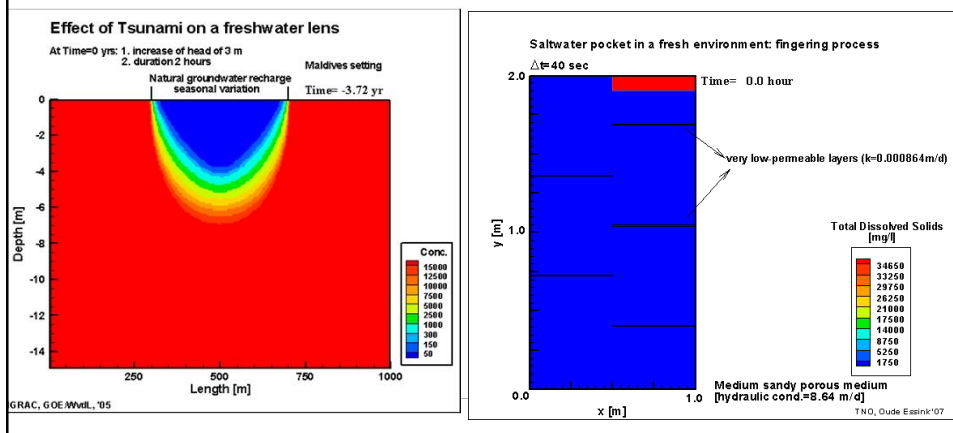 Effect of Tsunami on a freshwater lens
At Time=0 yrs: 1. increase of head of 3 m
2. duration 2 hours
Maldives setting
Natural groundwater recharge
seasonal variation
Time= -3.72 yr
0
-2
-4
-6
-8
-10
-12
-14
Depth [m]
250
500
750
1000
Length [m]
Conc.
15000
12500
10000
7500
5000
2500
1000
300
150
50
IGRAC, GOE/WvdL, '05
Saltwater pocket in a fresh environment: fingering process
Δt=40 sec
2.0
Time= 0.0 hour
very low-permeable layers (k=0.000864m/d)
1.0
y [m]
Total Dissolved Solids
[mg/l]
34650
33250
29750
26250
21000
17500
14000
8750
5250
1750
0.0
1.0
x [m]
Medium sandy porous medium
[hydraulic cond.=8.64 m/d]
TNO, Oude Essink'07